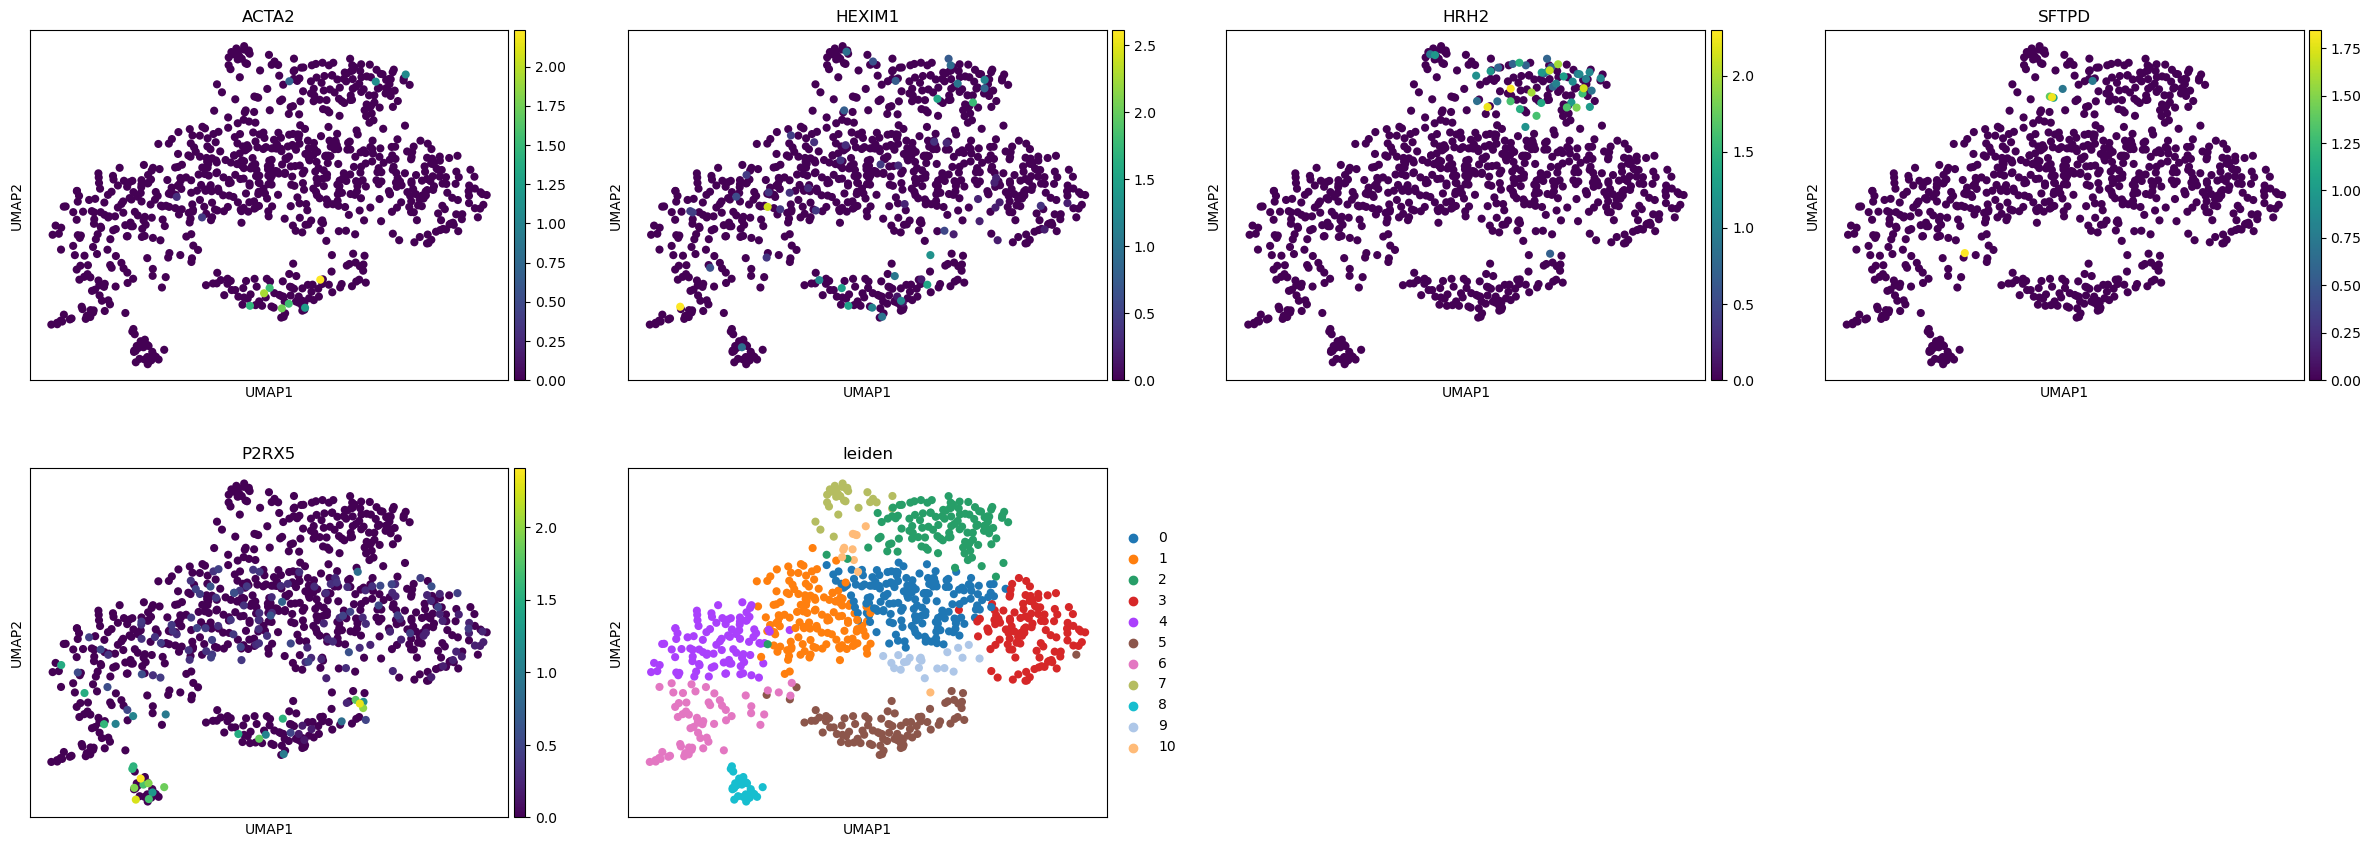 ACTA2
HEXIM1
HRH2
SFTPD
UMAP2
UMAP1
2.00
1.75
1.50
1.25
1.00
0.75
0.50
0.25
0.00
UMAP2
UMAP1
2.5
2.0
1.5
1.0
0.5
0.0
UMAP2
UMAP1
2.0
1.5
1.0
0.5
0.0
UMAP2
UMAP1
1.75
1.50
1.25
1.00
0.75
0.50
0.25
0.00
P2RX5
leiden
UMAP2
UMAP1
2.0
1.5
1.0
0.5
0.0
UMAP2
UMAP1
0
1
2
3
4
5
6
7
8
9
10